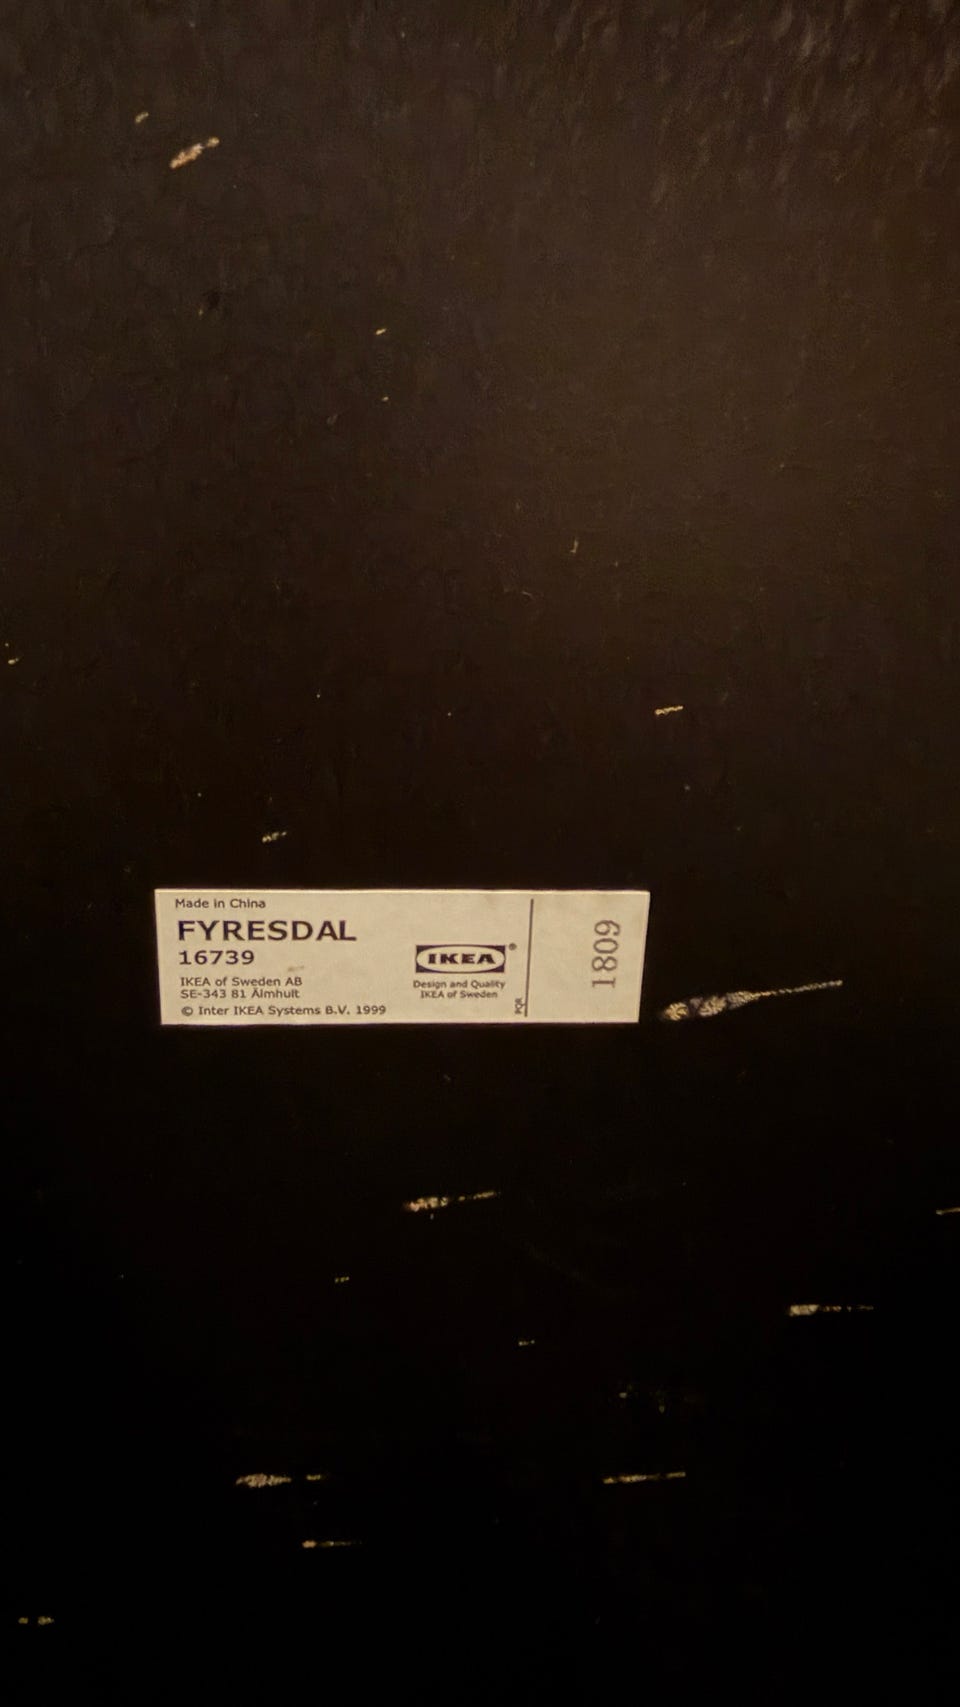 Made in China
FYRESDAL
16739
IKEA of Sweden AB
SE-343 81 Älmhult
© Inter IKEA Systems B.V. 1999
IKEA®
Design and Quality
IKEA of Sweden
PQR
1809